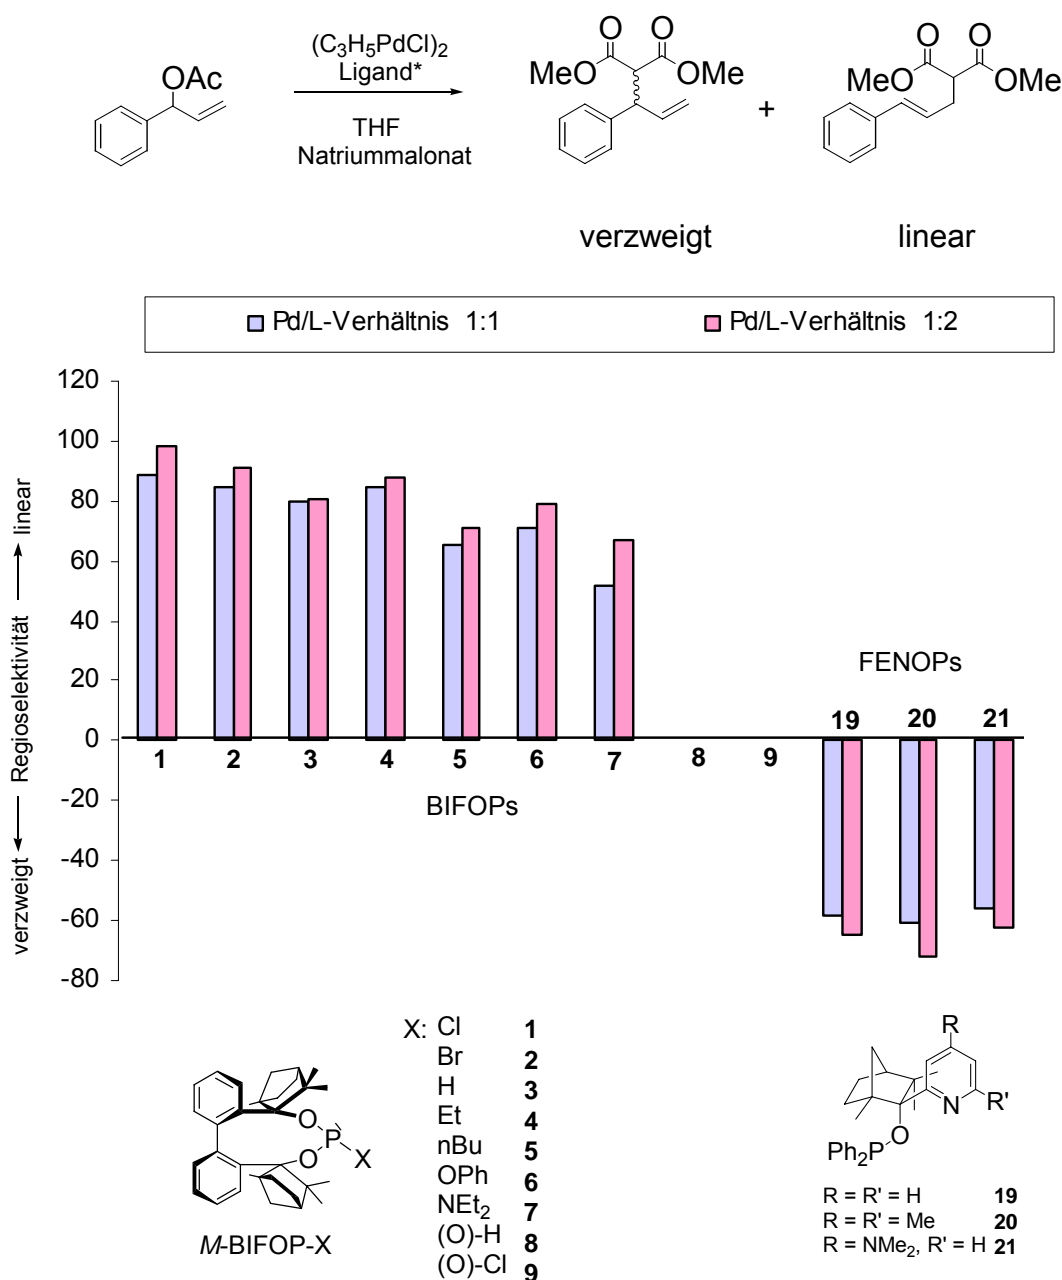 (C3H5PdCl)2
Ligand*
THF
Natriummalonat
OAc
O O
MeO OMe
+
O O
MeO OMe
verzweigt
linear
Pd/L-Verhältnis 1:1
Pd/L-Verhältnis 1:2
120
100
80
60
40
20
0
-20
-40
-60
-80
verzweigt ← Regioselektivität → linear
1 2 3 4 5 6 7 8 9
BIFOPs
FENOPs
19 20 21
O
O
P
X
M-BIFOP-X
X: Cl 1
Br 2
H 3
Et 4
nBu 5
OPh 6
NEt2 7
(O)-H 8
(O)-Cl 9
R
N
R'
O
Ph2P
R = R' = H 19
R = R' = Me 20
R = NMe2, R' = H 21